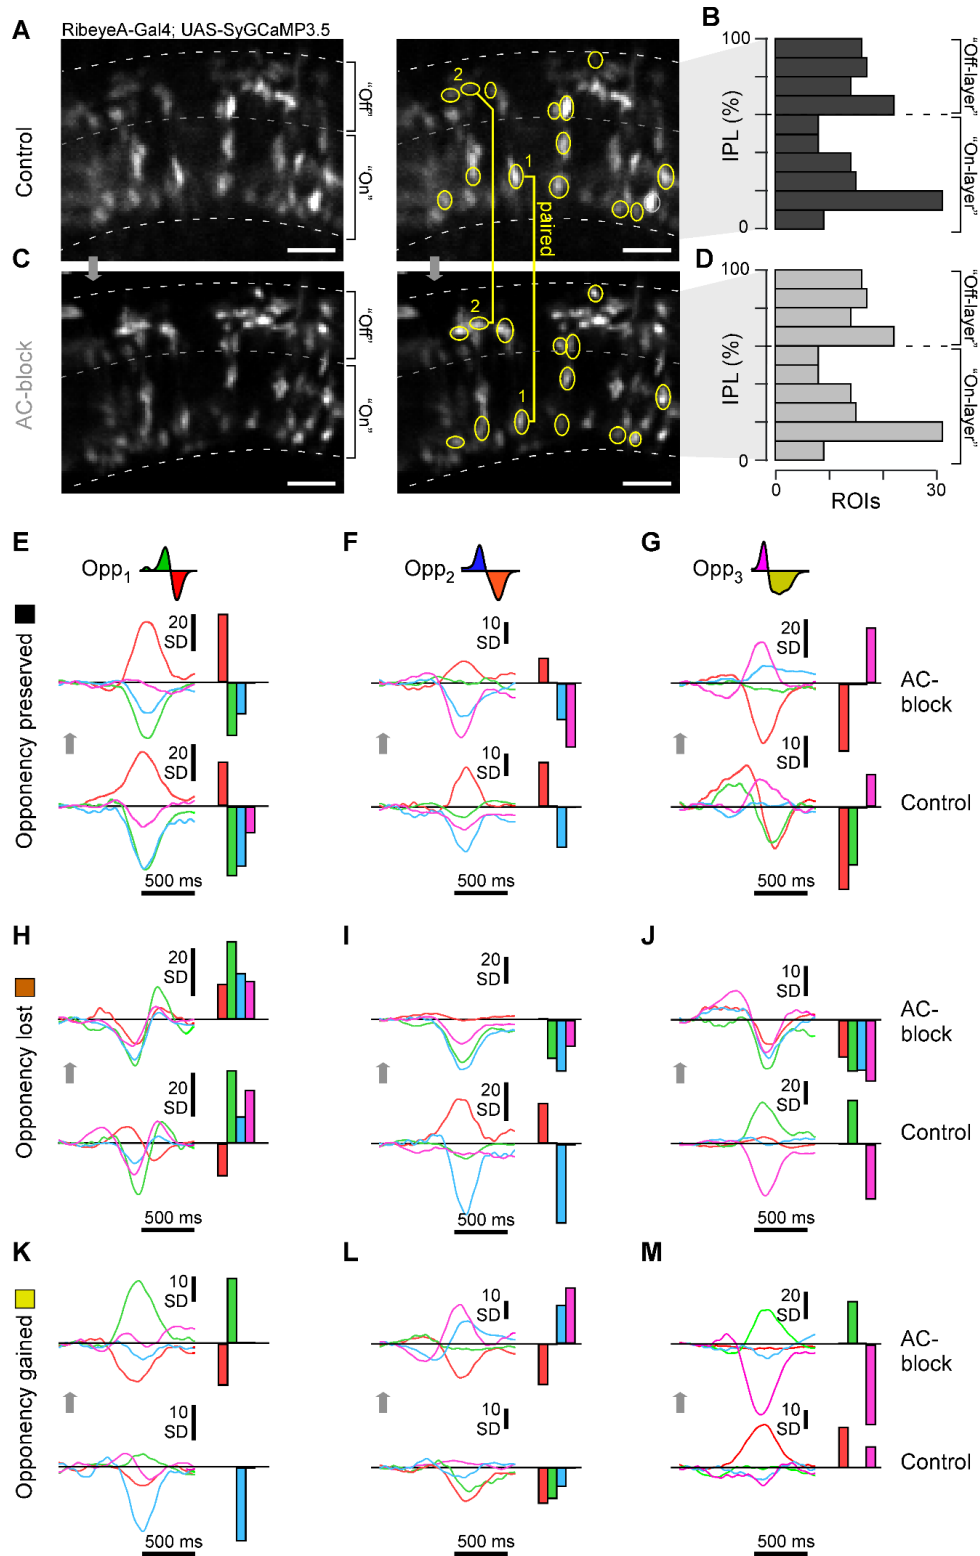 RibeyeA-Gal4; UAS-SyGCaMP3.5
A
Control
"Off"
"On"
2
1
paired
B
100
IPL (%)
0
"Off-layer"
"On-layer"
C
AC-block
"Off"
"On"
2
1
D
100
IPL (%)
0
"Off-layer"
"On-layer"
0
30
ROIs
E
F
G
Opp1
Opp2
Opp3
Opponency preserved
20
SD
10
SD
20
SD
AC-
block
20
SD
10
SD
10
SD
Control
500 ms
500 ms
500 ms
H
I
J
Opponency lost
20
SD
20
SD
10
SD
AC-
block
20
SD
20
SD
20
SD
Control
500 ms
500 ms
500 ms
K
L
M
Opponency gained
10
SD
10
SD
20
SD
AC-
block
10
SD
10
SD
10
SD
Control
500 ms
500 ms
500 ms